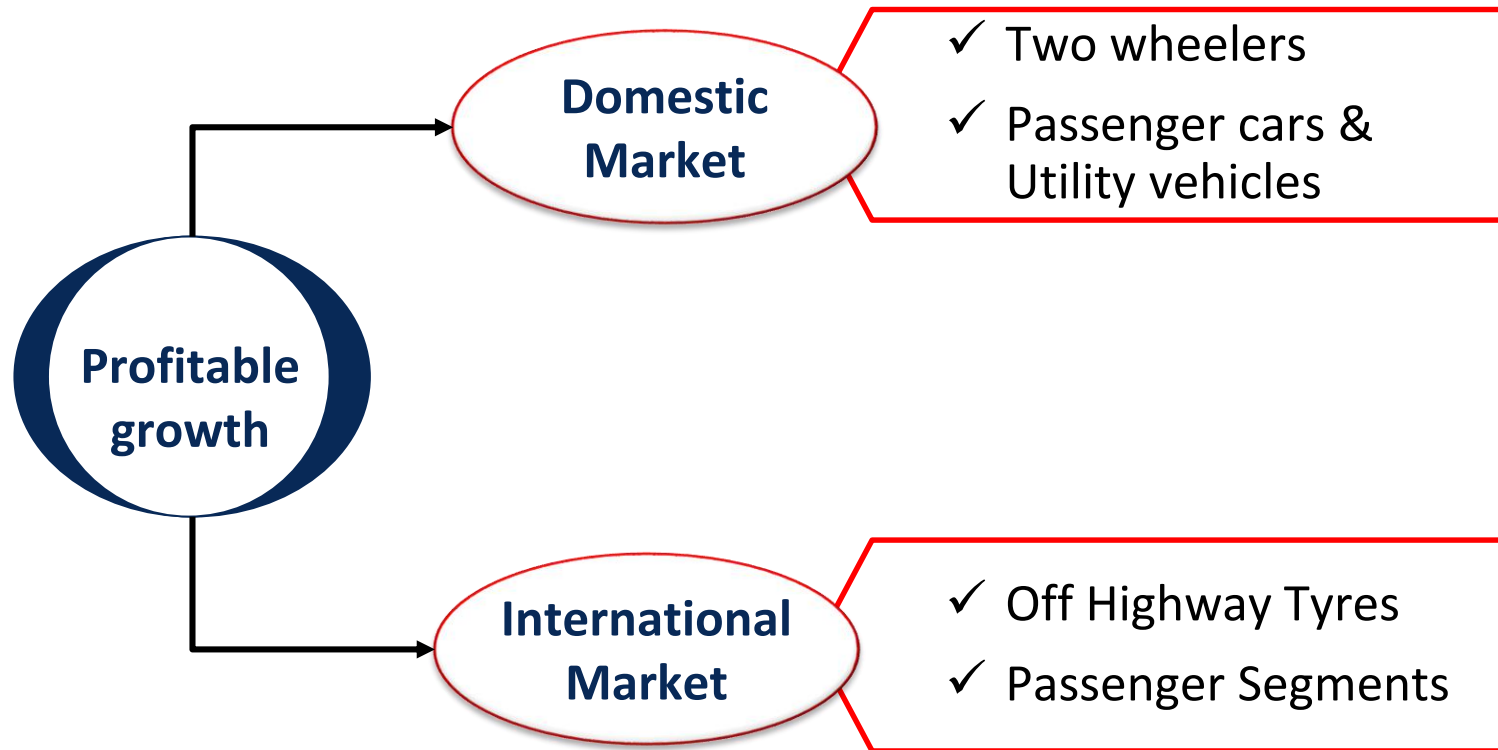 Profitable
growth
Domestic
Market
✓ Two wheelers
✓ Passenger cars &
Utility vehicles
International
Market
✓ Off Highway Tyres
✓ Passenger Segments